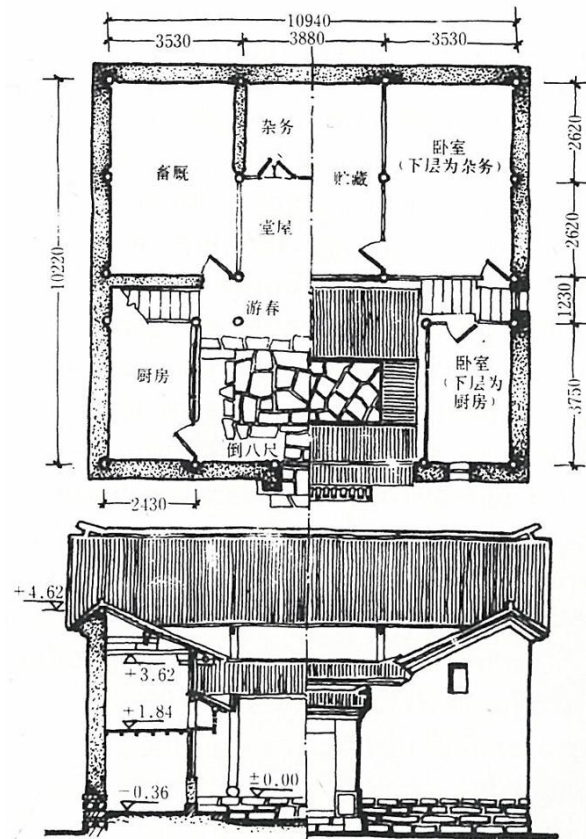 10940
3530
3880
3530
杂务
畜厩
贮藏
卧室
(下层为杂务)
堂屋
游春
厨房
卧室
(下层为
厨房)
倒八尺
10220
2620
2620
1230
3750
2430
+4.62
+3.62
+1.84
±0.00
-0.36